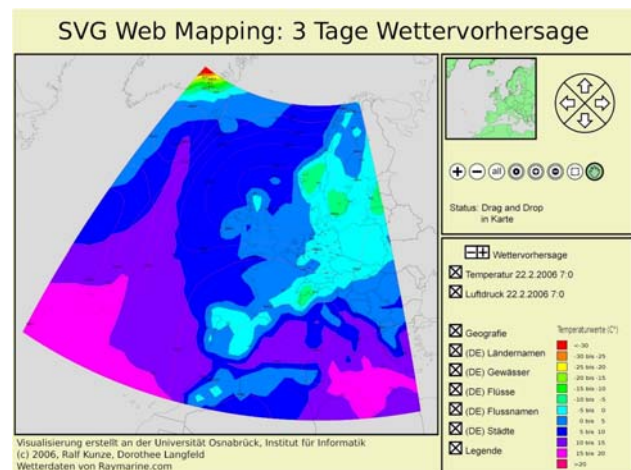 SVG Web Mapping: 3 Tage Wettervorhersage
all
Status: Drag and Drop
in Karte
Wettervorhersage
Temperatur 22.2.2006 7:0
Luftdruck 22.2.2006 7:0
Geografie
(DE) Ländernamen
(DE) Gewässer
(DE) Flüsse
(DE) Flussnamen
(DE) Städte
Legende
Temperaturwerte (C°)
<-30
-30 bis -25
-25 bis -20
-20 bis -15
-15 bis -10
-10 bis -5
-5 bis 0
0 bis 5
5 bis 10
10 bis 15
15 bis 20
>20
Visualisierung erstellt an der Universität Osnabrück, Institut für Informatik
(c) 2006, Ralf Kunze, Dorothee Langfeld
Wetterdaten von Raymarine.com